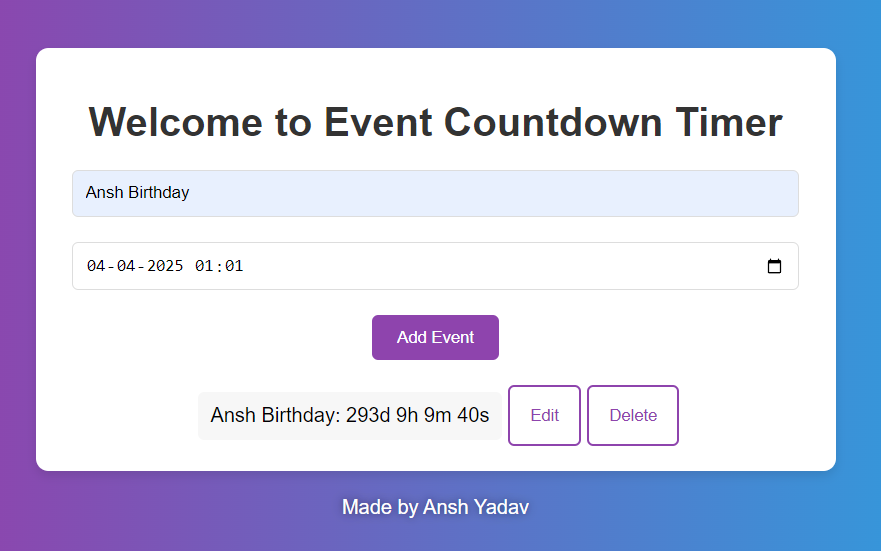 Welcome to Event Countdown Timer
Ansh Birthday
04-04-2025 01:01
Add Event
Ansh Birthday: 293d 9h 9m 40s Edit Delete
Made by Ansh Yadav